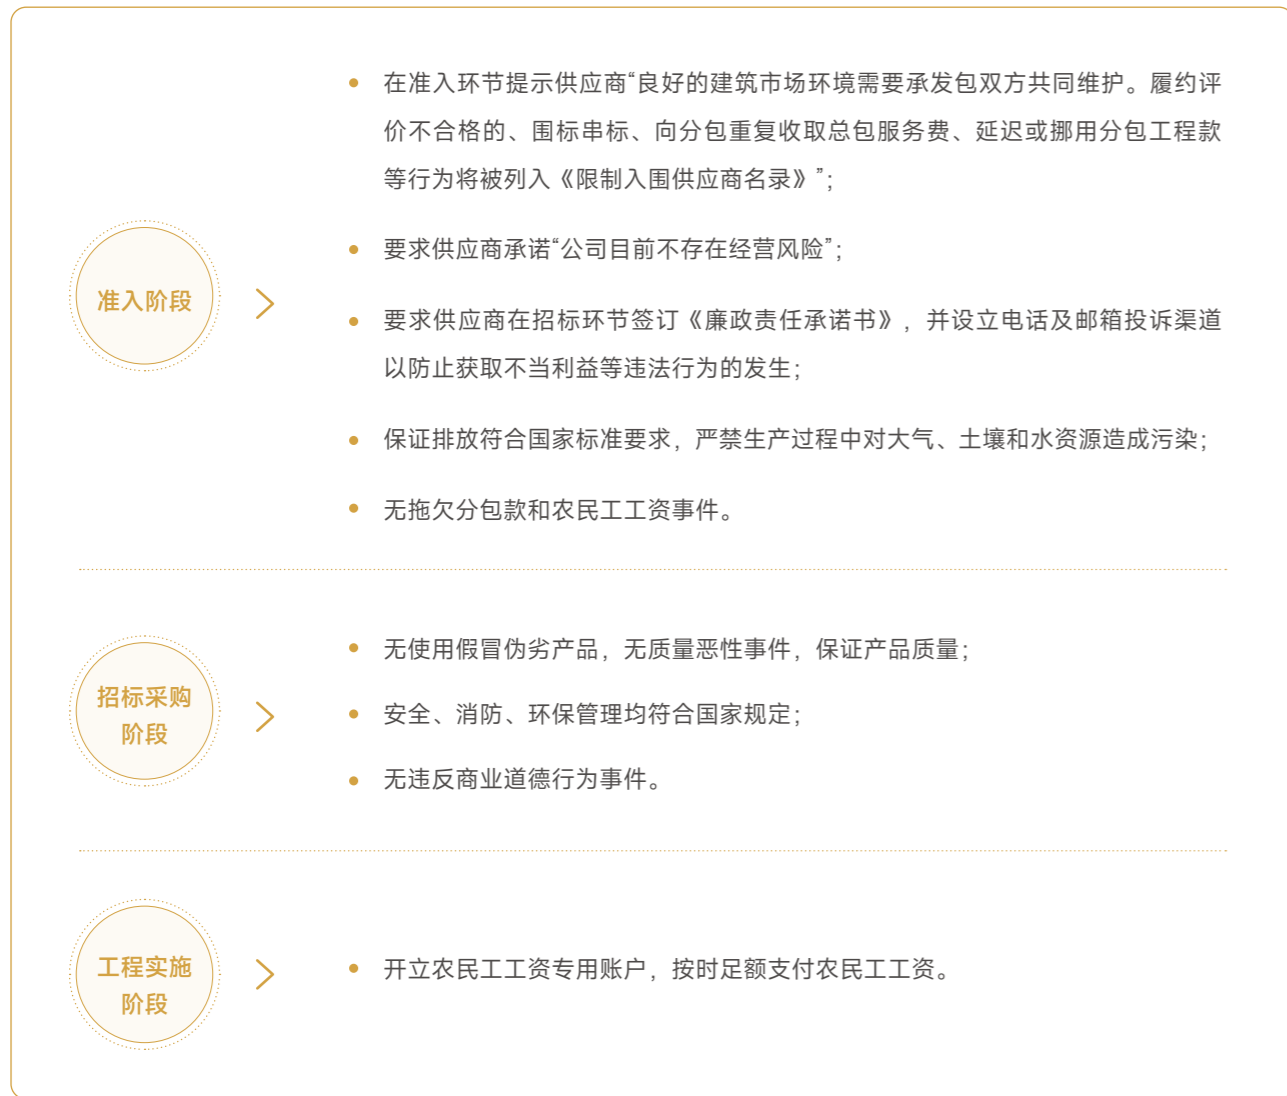 在准入环节提示供应商“良好的建筑市场环境需要承发包双方共同维护。履约评
价不合格的、围标串标、向分包重复收取总包服务费、延迟或挪用分包工程款
等行为将被列入《限制入围供应商名录》”；
要求供应商承诺“公司目前不存在经营风险”；
准入阶段
要求供应商在招标环节签订《廉政责任承诺书》，并设立电话及邮箱投诉渠道
以防止获取不当利益等违法行为的发生；
保证排放符合国家标准要求，严禁生产过程中对大气、土壤和水资源造成污染；
无拖欠分包款和农民工工资事件。
招标采购
阶段
无使用假冒伪劣产品，无质量恶性事件，保证产品质量；
安全、消防、环保管理均符合国家规定；
无违反商业道德行为事件。
工程实施
阶段
开立农民工工资专用账户，按时足额支付农民工工资。